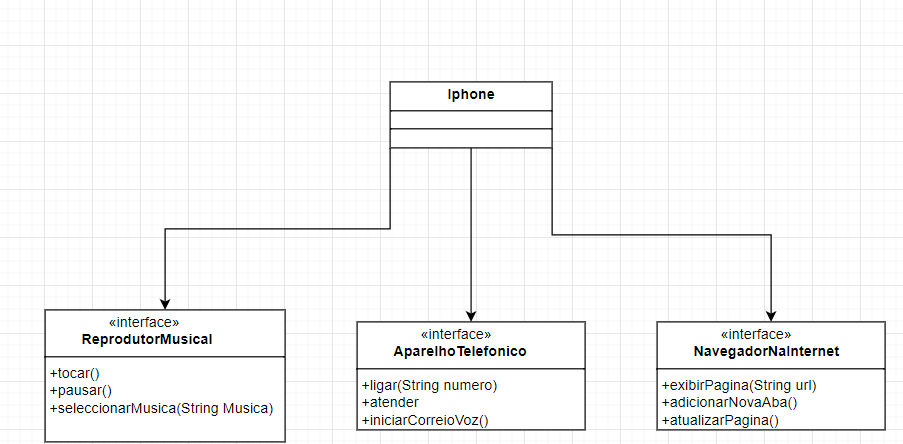 Iphone
«interface»
ReprodutorMusical
+tocar()
+pausar()
+seleccionarMusica(String Musica)
«interface»
AparelhoTelefonico
+ligar(String numero)
+atender
+iniciarCorreioVoz()
«interface»
NavegadorNaInternet
+exibirPagina(String url)
+adicionarNovaAba()
+atualizarPagina()